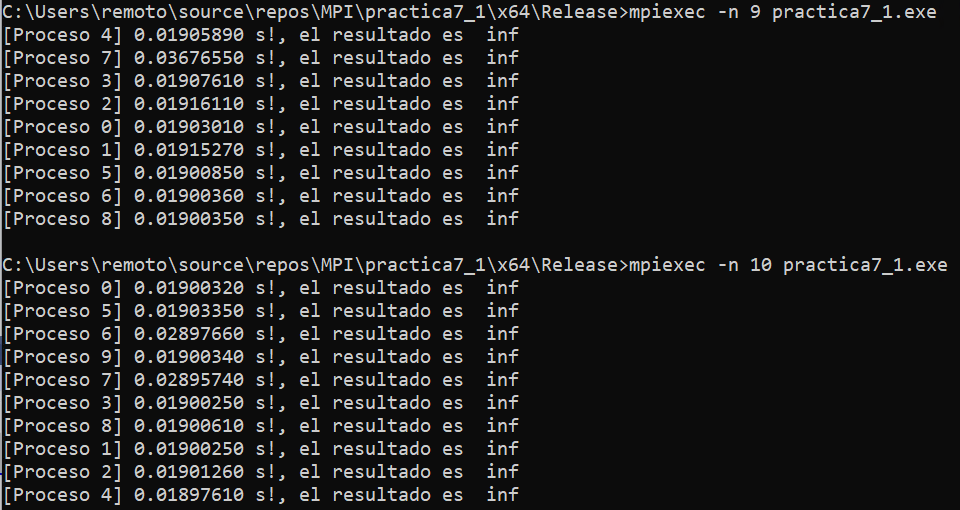 C:\Users\remoto\source\repos\MPI\practica7_1\x64\Release>mpiexec -n 9 practica7_1.exe
[Proceso 4] 0.01905890 s!, el resultado es  inf
[Proceso 7] 0.03676550 s!, el resultado es  inf
[Proceso 3] 0.01907610 s!, el resultado es  inf
[Proceso 2] 0.01916110 s!, el resultado es  inf
[Proceso 0] 0.01903010 s!, el resultado es  inf
[Proceso 1] 0.01915270 s!, el resultado es  inf
[Proceso 5] 0.01900850 s!, el resultado es  inf
[Proceso 6] 0.01900360 s!, el resultado es  inf
[Proceso 8] 0.01900350 s!, el resultado es  inf
C:\Users\remoto\source\repos\MPI\practica7_1\x64\Release>mpiexec -n 10 practica7_1.exe
[Proceso 0] 0.01900320 s!, el resultado es  inf
[Proceso 5] 0.01903350 s!, el resultado es  inf
[Proceso 6] 0.02897660 s!, el resultado es  inf
[Proceso 9] 0.01900340 s!, el resultado es  inf
[Proceso 7] 0.02895740 s!, el resultado es  inf
[Proceso 3] 0.01900250 s!, el resultado es  inf
[Proceso 8] 0.01900610 s!, el resultado es  inf
[Proceso 1] 0.01900250 s!, el resultado es  inf
[Proceso 2] 0.01901260 s!, el resultado es  inf
[Proceso 4] 0.01897610 s!, el resultado es  inf